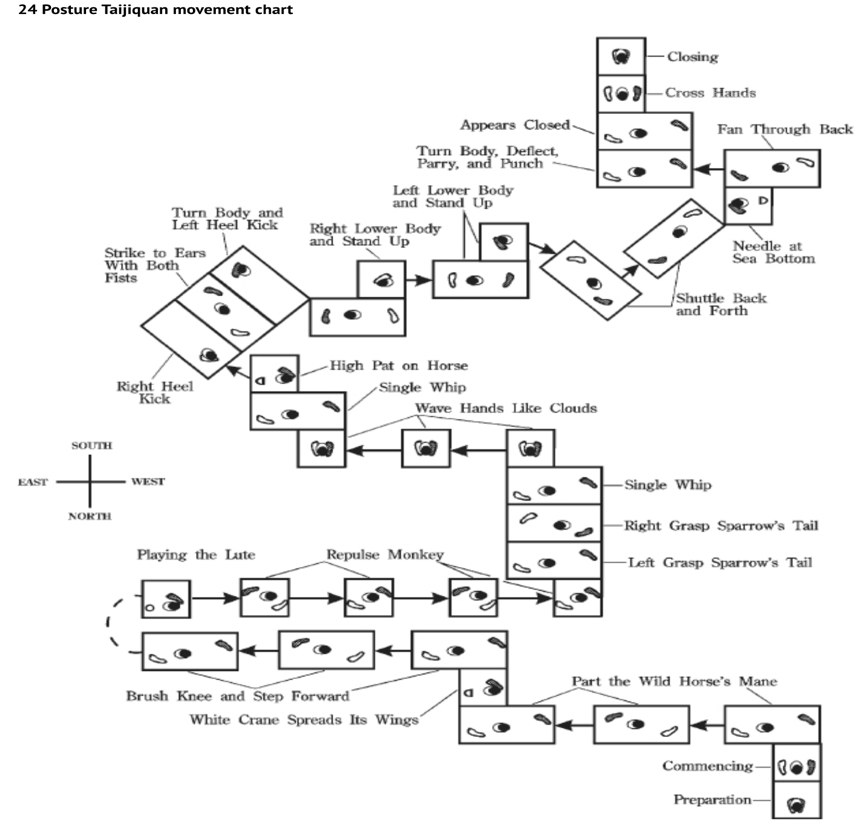 24 Posture Taijiquan movement chart
Closing
Cross Hands
Appears Closed
Fan Through Back
Turn Body, Deflect,
Parry, and Punch
Left Lower Body
and Stand Up
Turn Body and
Left Heel Kick
Right Lower Body
and Stand Up
Needle at
Sea Bottom
Strike to Ears
With Both
Fists
Shuttle Back
and Forth
High Pat on Horse
Right Heel
Kick
Single Whip
Wave Hands Like Clouds
SOUTH
EAST
WEST
NORTH
Single Whip
Right Grasp Sparrow's Tail
Left Grasp Sparrow's Tail
Playing the Lute
Repulse Monkey
Brush Knee and Step Forward
Part the Wild Horse's Mane
White Crane Spreads Its Wings
Commencing
Preparation